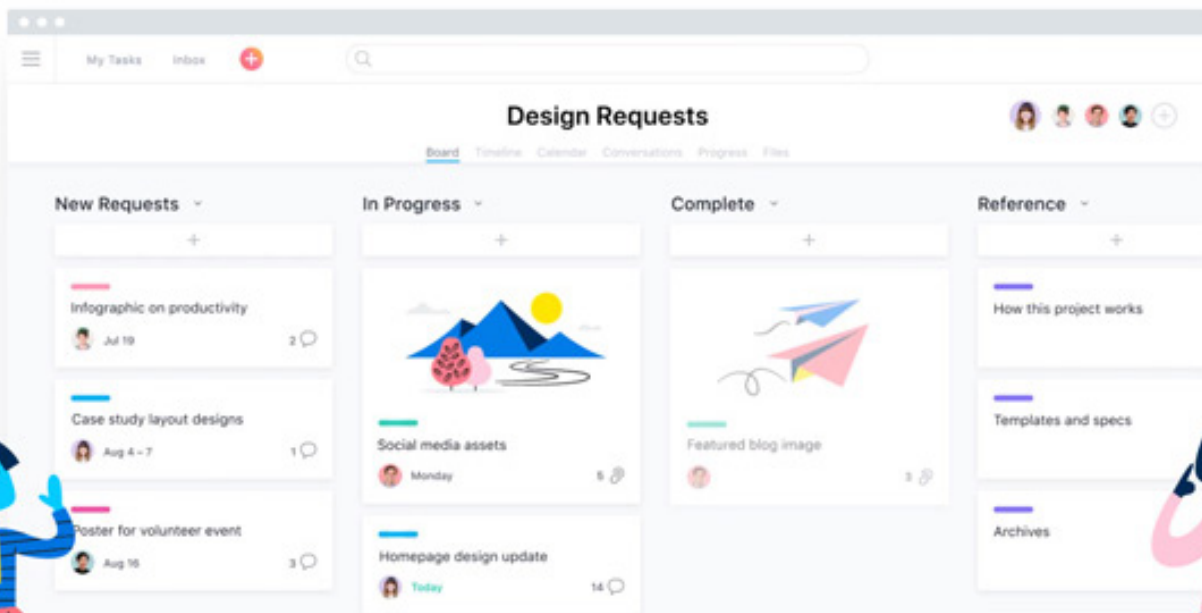 My Tasks Inbox
Design Requests
Board Timeline Calendar Conversations Progress Files
New Requests
Infographic on productivity
Jul 19 2
Case study layout designs
Aug 4 – 7 1
Poster for volunteer event
Aug 16 3
In Progress
Social media assets
Monday 5
Homepage design update
Today 14
Complete
Featured blog image
3
Reference
How this project works
Templates and specs
Archives